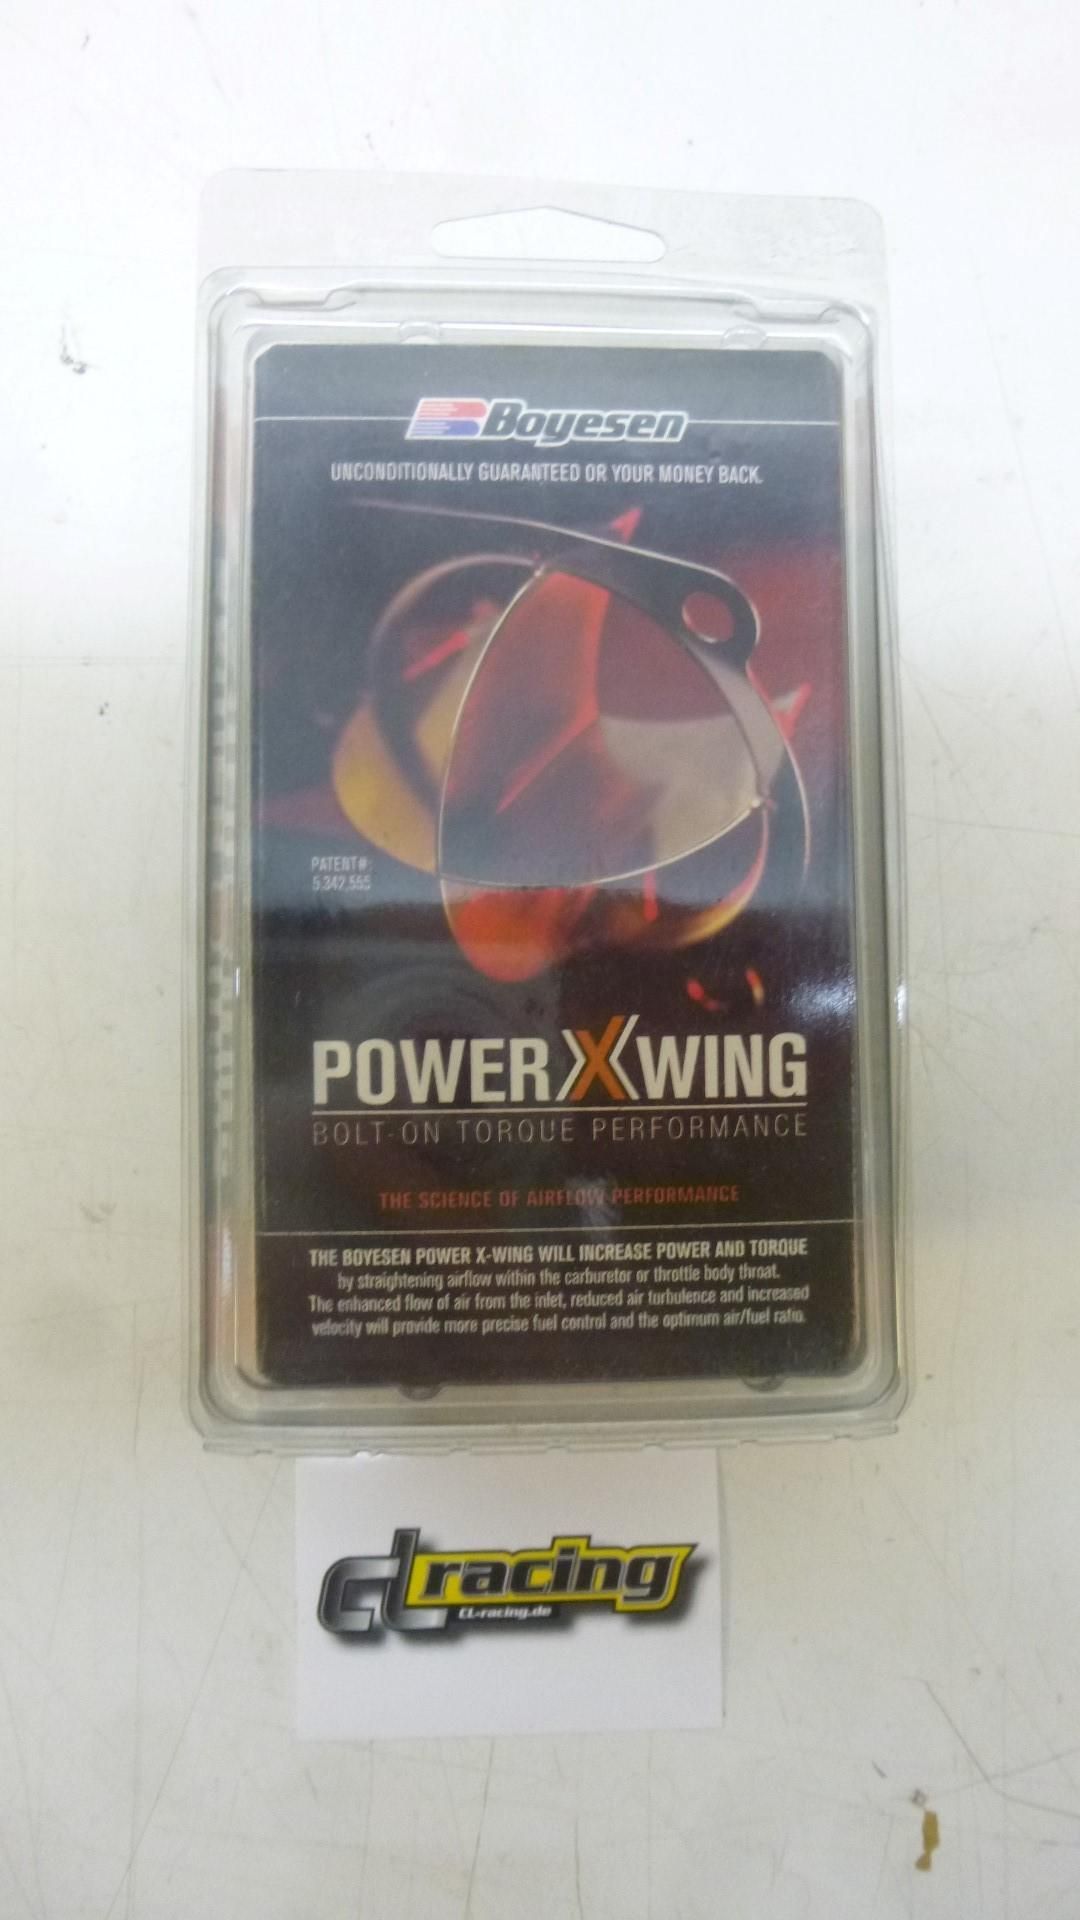 Boyesen
UNCONDITIONALLY GUARANTEED OR YOUR MONEY BACK.
PATENT#:
5,342,555
POWER X WING
BOLT-ON TORQUE PERFORMANCE
THE SCIENCE OF AIRFLOW PERFORMANCE
THE BOYESEN POWER X-WING WILL INCREASE POWER AND TORQUE
by straightening airflow within the carburetor or throttle body throat.
The enhanced flow of air from the inlet, reduced air turbulence and increased
velocity will provide more precise fuel control and the optimum air/fuel ratio.
cl racing
CL-racing.de